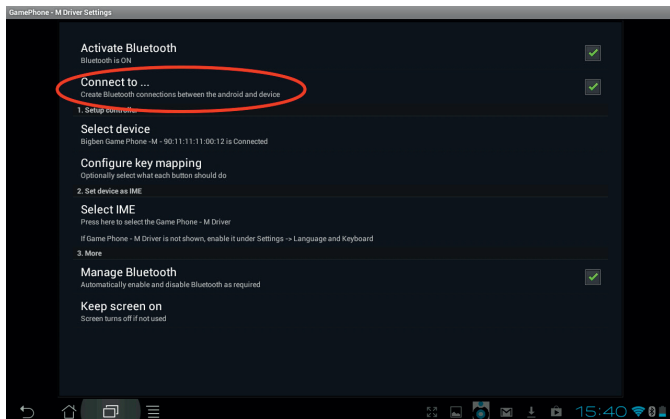 GamePhone - M Driver Settings
Activate Bluetooth
Bluetooth is ON
Connect to ...
Create Bluetooth connections between the android and device
1. Setup controller
Select device
Bigben Game Phone -M - 90:11:11:11:00:12 is Connected
Configure key mapping
Optionally select what each button should do
2. Set device as IME
Select IME
Press here to select the Game Phone - M Driver
If Game Phone - M Driver is not shown, enable it under Settings -> Language and Keyboard
3. More
Manage Bluetooth
Automatically enable and disable Bluetooth as required
Keep screen on
Screen turns off if not used
15:40